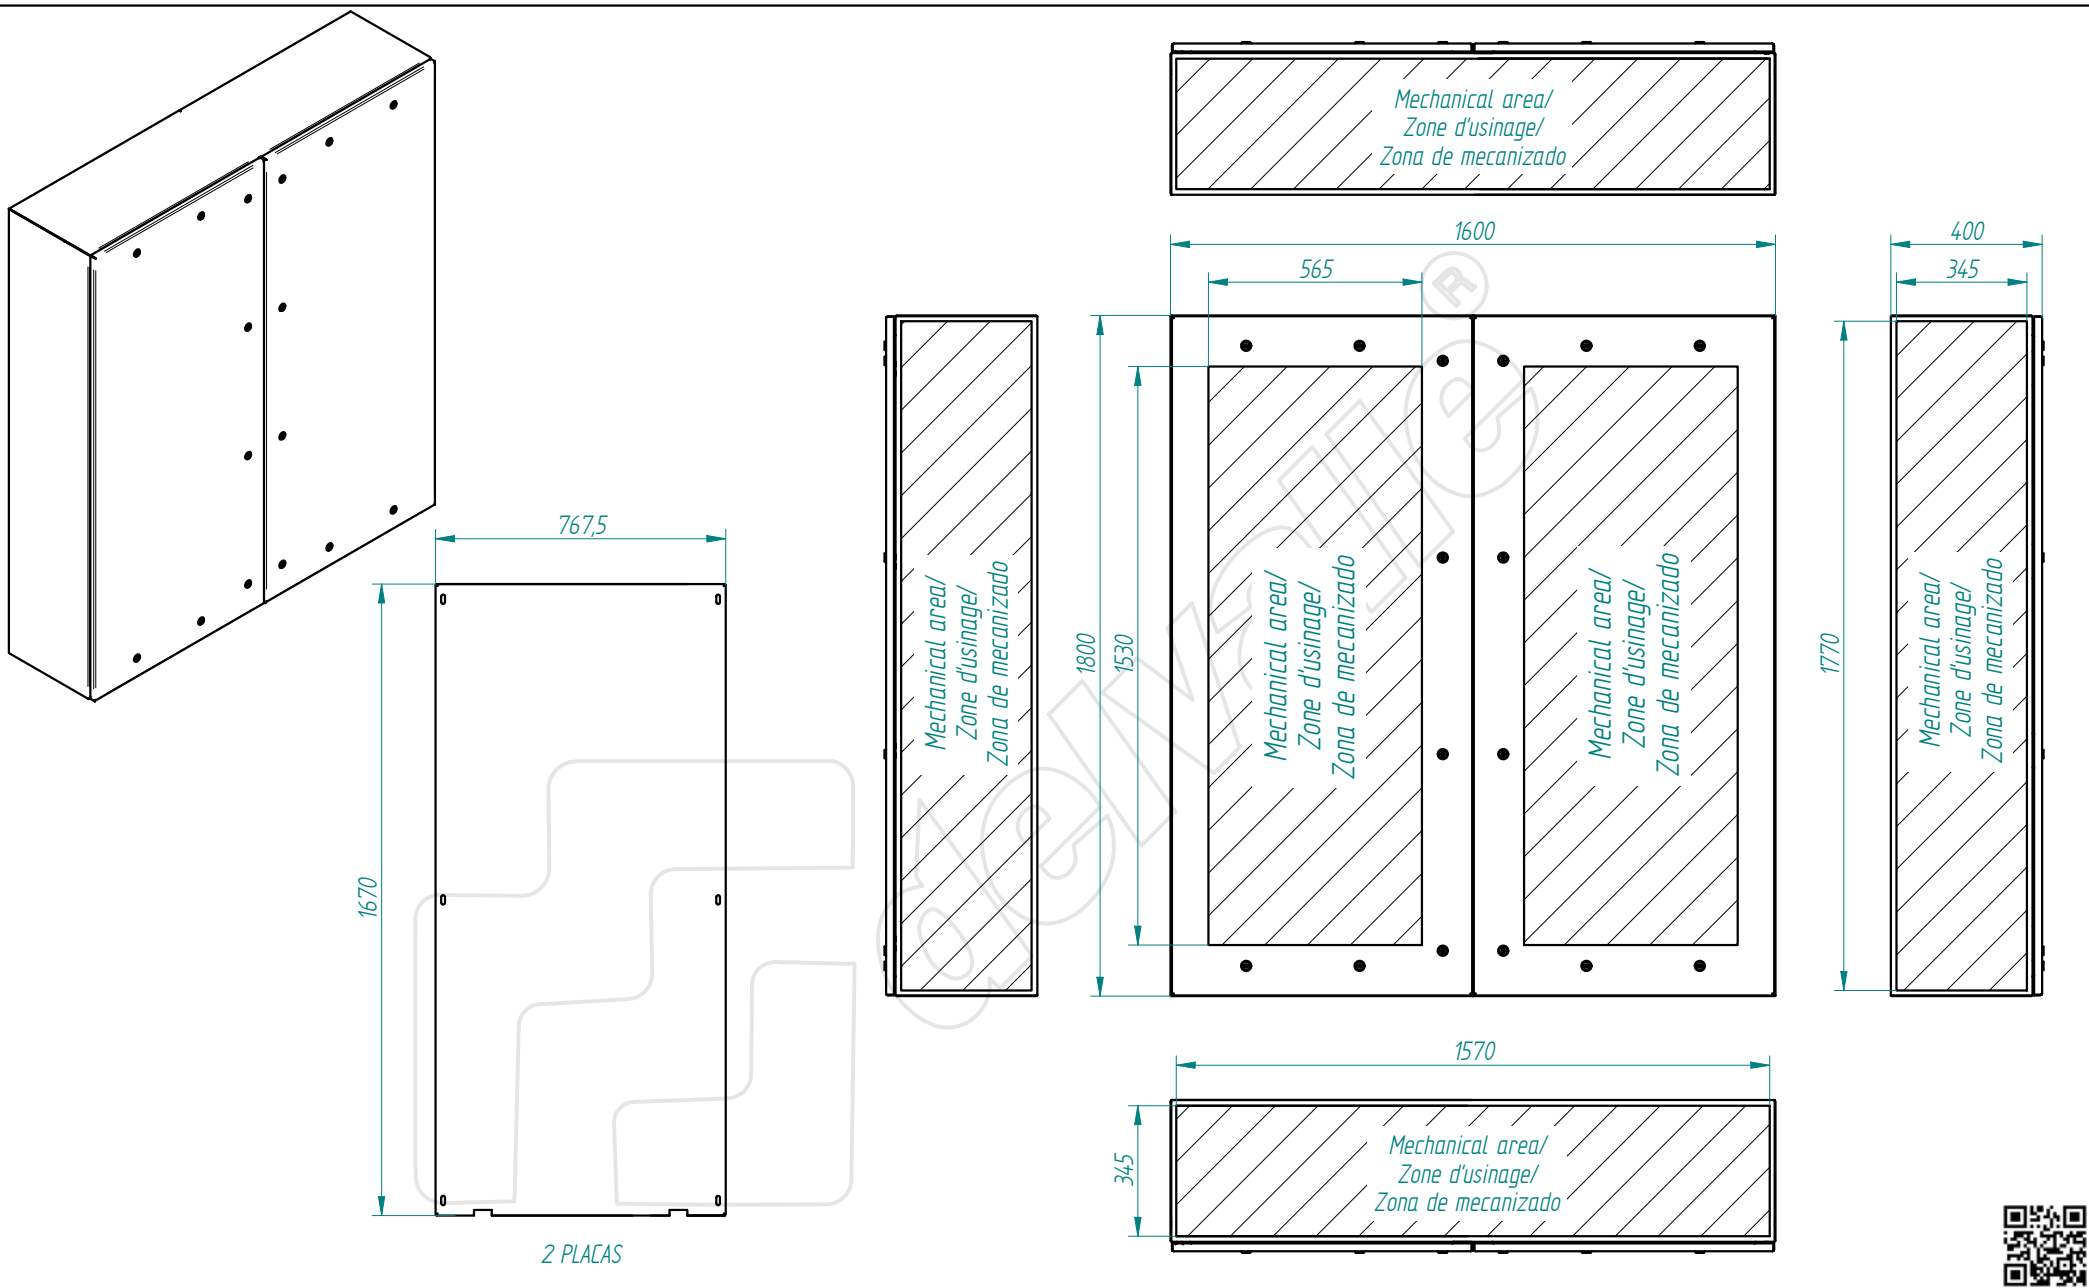 Mechanical area/
Zone d'usinage/
Zona de mecanizado
1600
565
400
345
767,5
1670
2 PLACAS
Mechanical area/
Zone d'usinage/
Zona de mecanizado
1800
1530
Mechanical area/
Zone d'usinage/
Zona de mecanizado
Mechanical area/
Zone d'usinage/
Zona de mecanizado
1770
Mechanical area/
Zone d'usinage/
Zona de mecanizado
1570
345
Mechanical area/
Zone d'usinage/
Zona de mecanizado
delvalle®